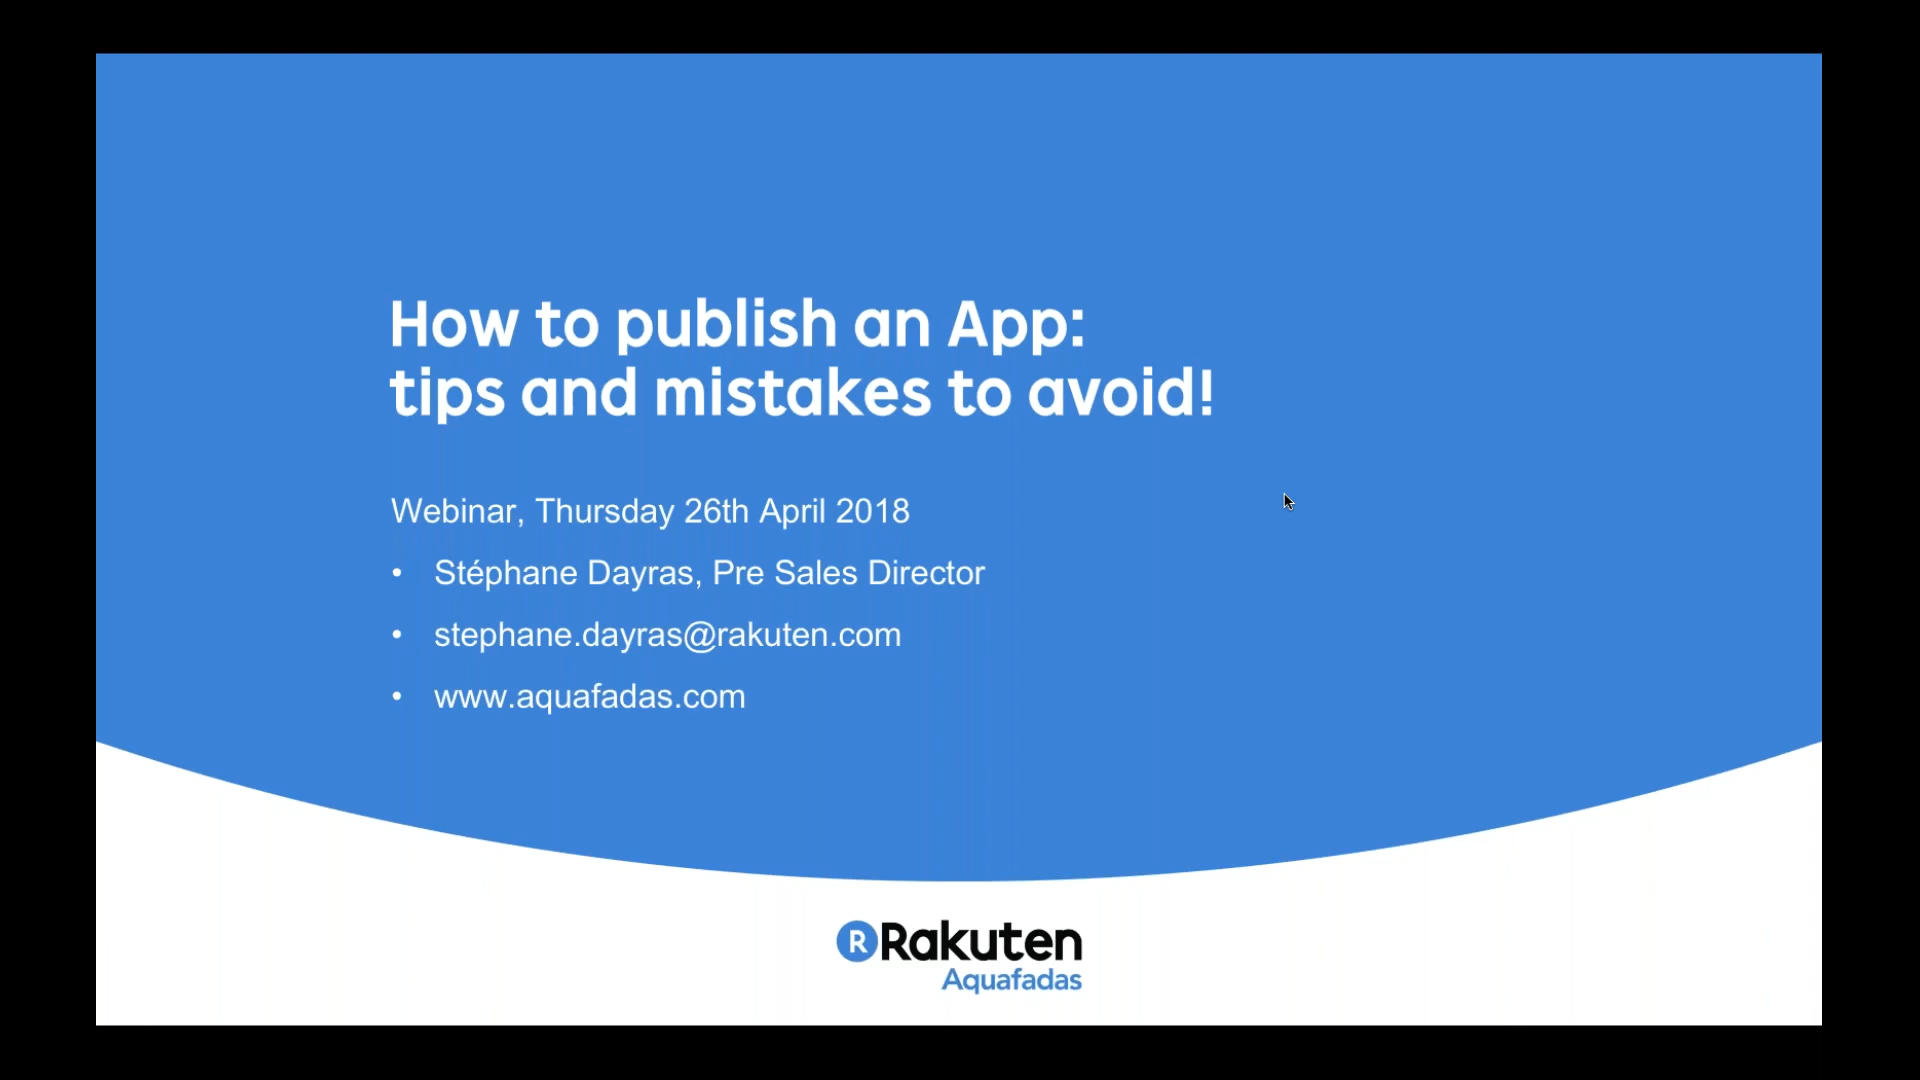 How to publish an App:
tips and mistakes to avoid!
Webinar, Thursday 26th April 2018
• Stéphane Dayras, Pre Sales Director
• stephane.dayras@rakuten.com
• www.aquafadas.com
R Rakuten
Aquafadas